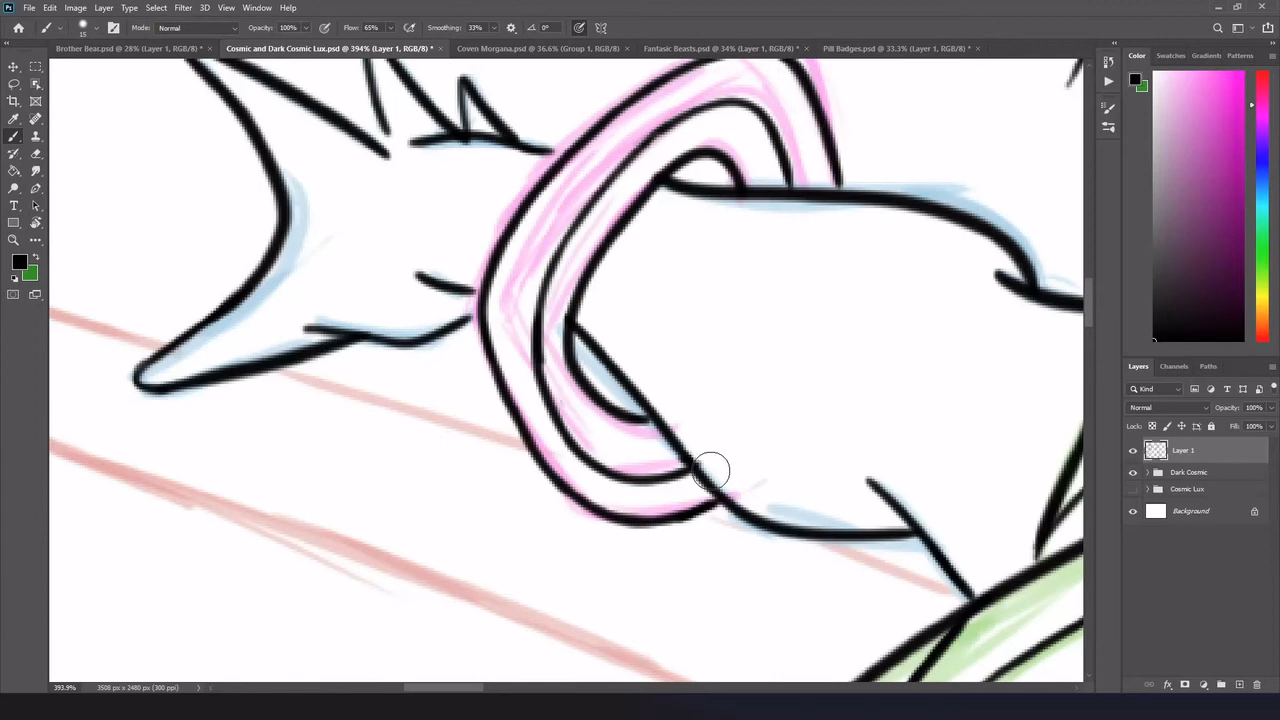 Ps File Edit Image Layer Type Select Filter 3D View Window Help
15 Mode: Normal Opacity: 100% Flow: 65% Smoothing: 33% 0°
Brother Bear.psd @ 28% (Layer 1, RGB/8) * × Cosmic and Dark Cosmic Lux.psd @ 394% (Layer 1, RGB/8) * × Coven Morgana.psd @ 36.6% (Group 1, RGB/8) × Fantasic Beasts.psd @ 34% (Layer 1, RGB/8) * × Pill Badges.psd @ 33.3% (Layer 1, RGB/8) * ×
Color Swatches Gradients Patterns
Layers Channels Paths
Kind
Normal Opacity: 100%
Lock: Fill: 100%
Layer 1
Dark Cosmic
Cosmic Lux
Background
393.9% 3508 px x 2480 px (300 ppi)